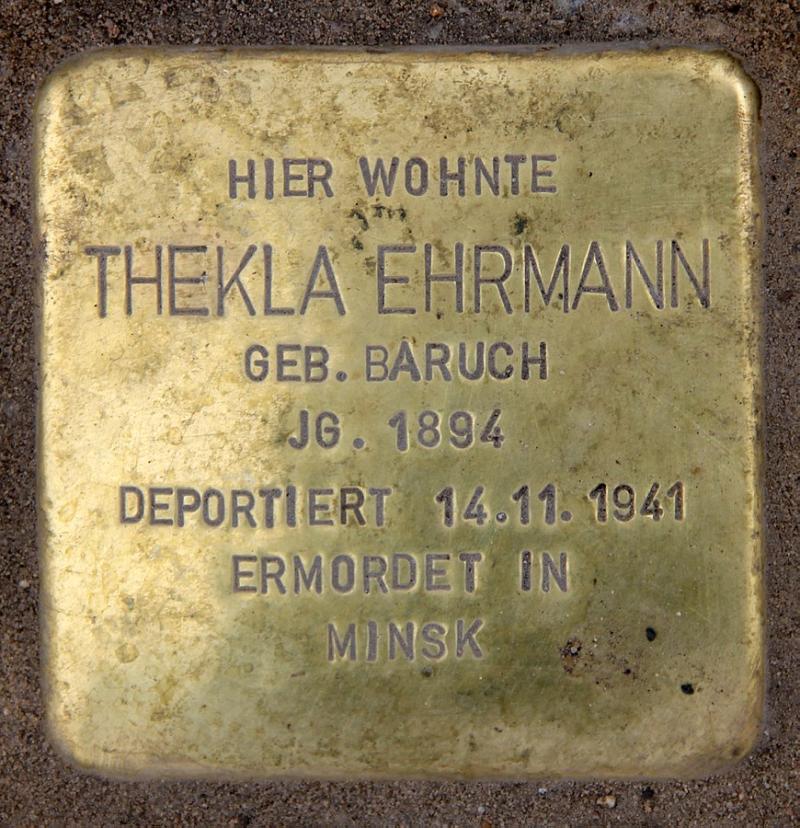 HIER WOHNTE
THEKLA EHRMANN
GEB. BARUCH
JG. 1894
DEPORTIERT 14.11.1941
ERMORDET IN
MINSK